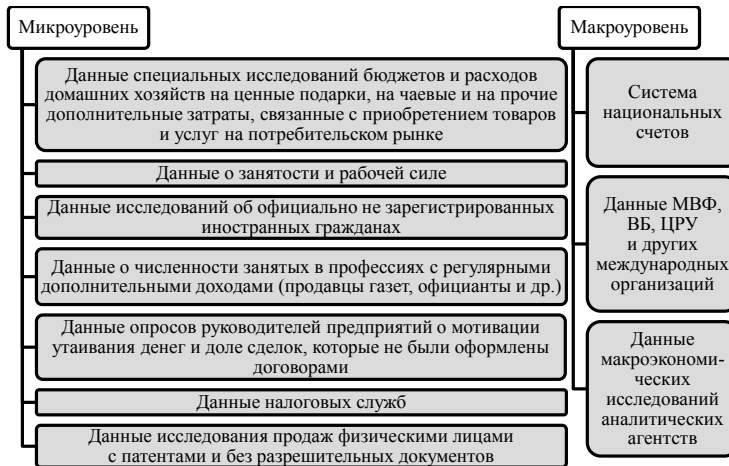 Микроуровень
Данные специальных исследований бюджетов и расходов
домашних хозяйств на ценные подарки, на чаевые и на прочие
дополнительные затраты, связанные с приобретением товаров
и услуг на потребительском рынке
Данные о занятости и рабочей силе
Данные исследований об официально не зарегистрированных
иностранных гражданах
Данные о численности занятых в профессиях с регулярными
дополнительными доходами (продавцы газет, официанты и др.)
Данные опросов руководителей предприятий о мотивации
утаивания денег и доле сделок, которые не были оформлены
договорами
Данные налоговых служб
Данные исследования продаж физическими лицами
с патентами и без разрешительных документов
Макроуровень
Система
национальных
счетов
Данные МВФ,
ВБ, ЦРУ
и других
международных
организаций
Данные
макроэкономи-
ческих
исследований
аналитических
агентств